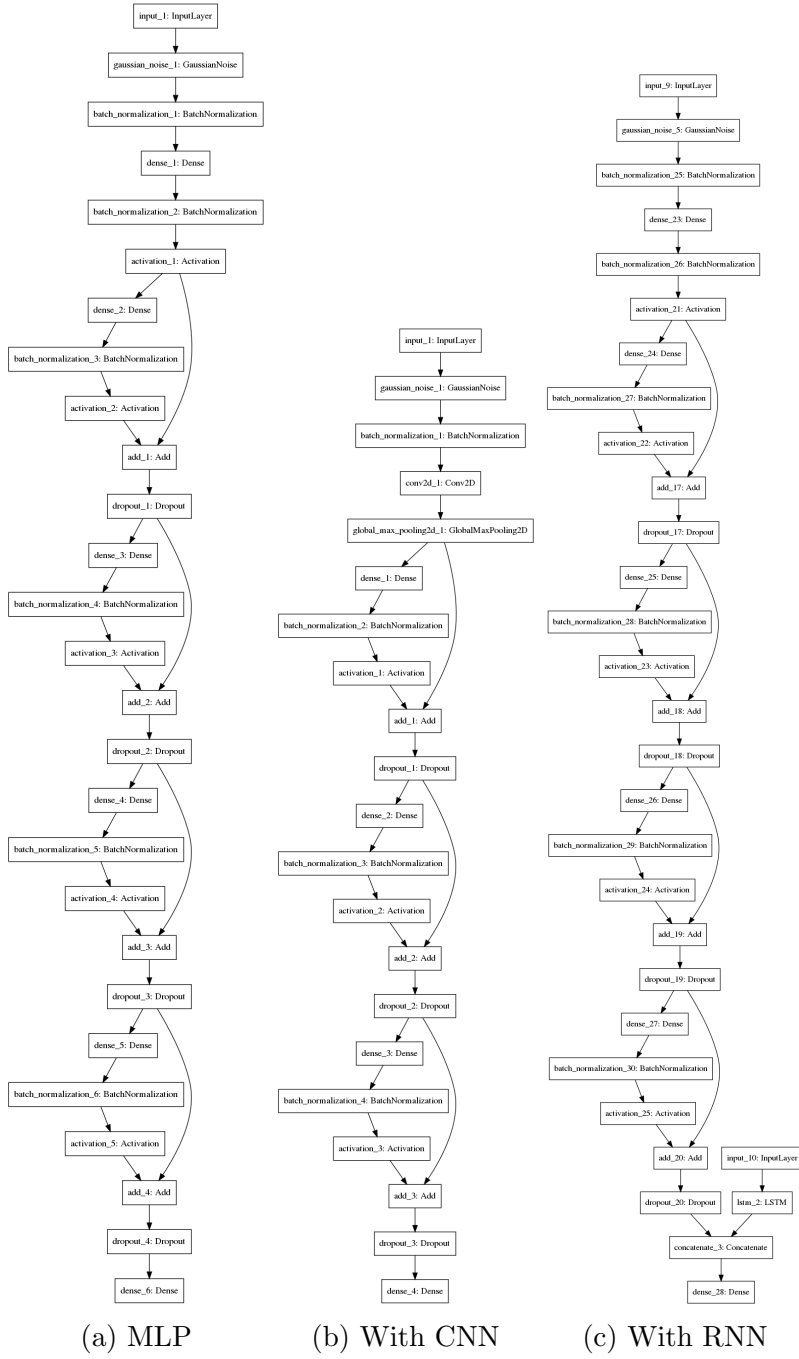 input_1: InputLayer
gaussian_noise_1: GaussianNoise
batch_normalization_1: BatchNormalization
dense_1: Dense
batch_normalization_2: BatchNormalization
activation_1: Activation
dense_2: Dense
batch_normalization_3: BatchNormalization
activation_2: Activation
add_1: Add
dropout_1: Dropout
dense_3: Dense
batch_normalization_4: BatchNormalization
activation_3: Activation
add_2: Add
dropout_2: Dropout
dense_4: Dense
batch_normalization_5: BatchNormalization
activation_4: Activation
add_3: Add
dropout_3: Dropout
dense_5: Dense
batch_normalization_6: BatchNormalization
activation_5: Activation
add_4: Add
dropout_4: Dropout
dense_6: Dense
(a) MLP
input_1: InputLayer
gaussian_noise_1: GaussianNoise
batch_normalization_1: BatchNormalization
conv2d_1: Conv2D
global_max_pooling2d_1: GlobalMaxPooling2D
dense_1: Dense
batch_normalization_2: BatchNormalization
activation_1: Activation
add_1: Add
dropout_1: Dropout
dense_2: Dense
batch_normalization_3: BatchNormalization
activation_2: Activation
add_2: Add
dropout_2: Dropout
dense_3: Dense
batch_normalization_4: BatchNormalization
activation_3: Activation
add_3: Add
dropout_3: Dropout
dense_4: Dense
(b) With CNN
input_9: InputLayer
gaussian_noise_5: GaussianNoise
batch_normalization_25: BatchNormalization
dense_23: Dense
batch_normalization_26: BatchNormalization
activation_21: Activation
dense_24: Dense
batch_normalization_27: BatchNormalization
activation_22: Activation
add_17: Add
dropout_17: Dropout
dense_25: Dense
batch_normalization_28: BatchNormalization
activation_23: Activation
add_18: Add
dropout_18: Dropout
dense_26: Dense
batch_normalization_29: BatchNormalization
activation_24: Activation
add_19: Add
dropout_19: Dropout
dense_27: Dense
batch_normalization_30: BatchNormalization
activation_25: Activation
add_20: Add
input_10: InputLayer
dropout_20: Dropout
lstm_2: LSTM
concatenate_3: Concatenate
dense_28: Dense
(c) With RNN